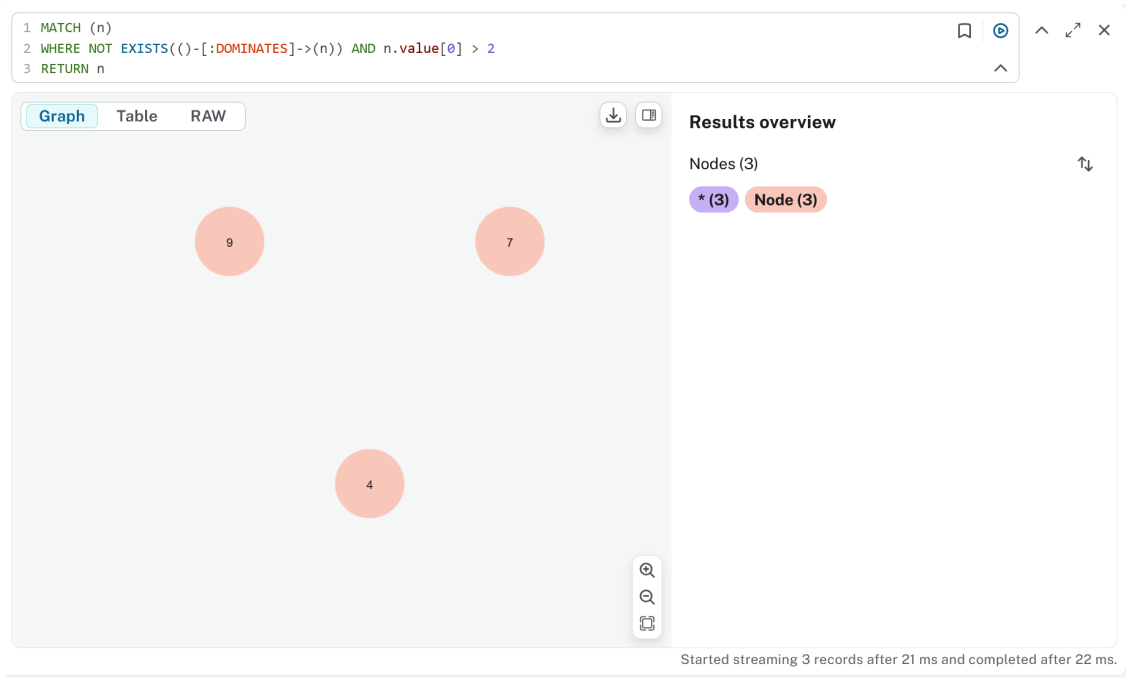 1 MATCH (n)
2 WHERE NOT EXISTS(()-[:DOMINATES]->(n)) AND n.value[0] > 2
3 RETURN n
Graph Table RAW
Results overview
Nodes (3)
* (3) Node (3)
9
7
4
Started streaming 3 records after 21 ms and completed after 22 ms.